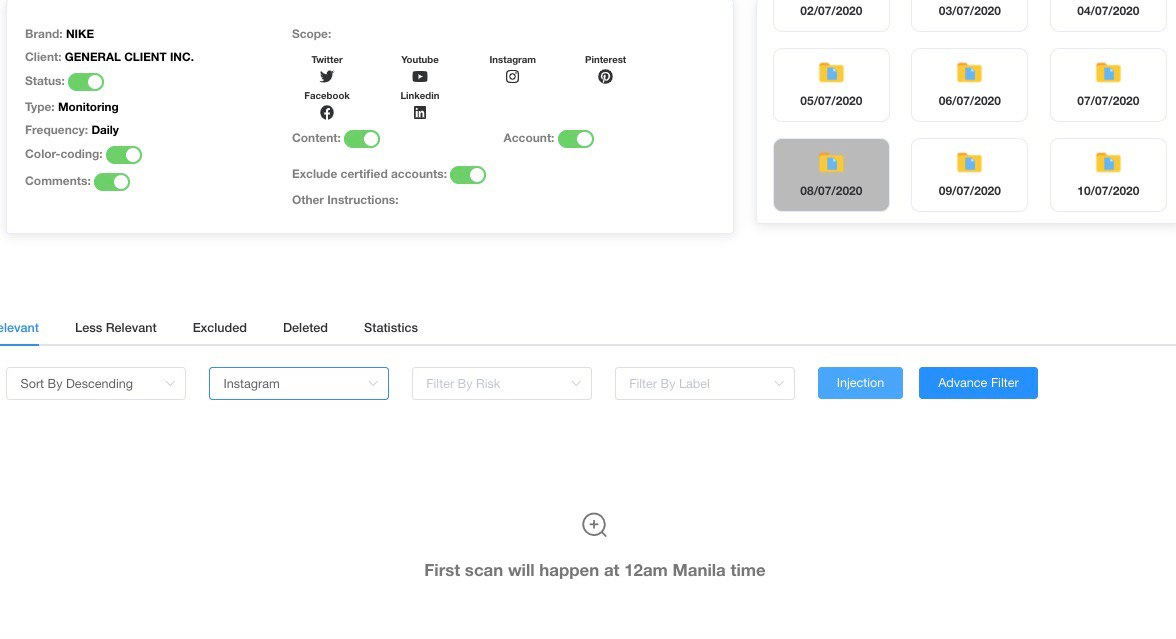 Brand: NIKE
Client: GENERAL CLIENT INC.
Status:
Type: Monitoring
Frequency: Daily
Color-coding:
Comments:
Scope:
Twitter Youtube Instagram Pinterest
Facebook Linkedin
Content: Account:
Exclude certified accounts:
Other Instructions:
02/07/2020 03/07/2020 04/07/2020
05/07/2020 06/07/2020 07/07/2020
08/07/2020 09/07/2020 10/07/2020
elevant Less Relevant Excluded Deleted Statistics
Sort By Descending Instagram Filter By Risk Filter By Label Injection Advance Filter
First scan will happen at 12am Manila time